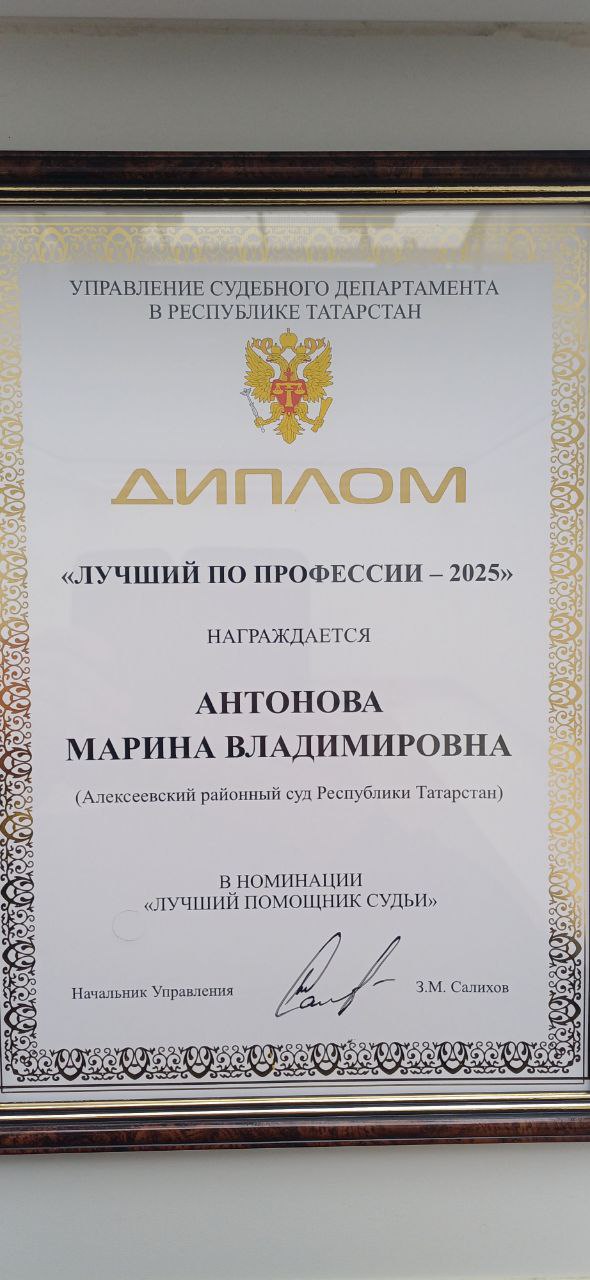 УПРАВЛЕНИЕ СУДЕБНОГО ДЕПАРТАМЕНТА
В РЕСПУБЛИКЕ ТАТАРСТАН
ДИПЛОМ
«ЛУЧШИЙ ПО ПРОФЕССИИ – 2025»
НАГРАЖДАЕТСЯ
АНТОНОВА
МАРИНА ВЛАДИМИРОВНА
(Алексеевский районный суд Республики Татарстан)
В НОМИНАЦИИ
«ЛУЧШИЙ ПОМОЩНИК СУДЬИ»
Начальник Управления З.М. Салихов